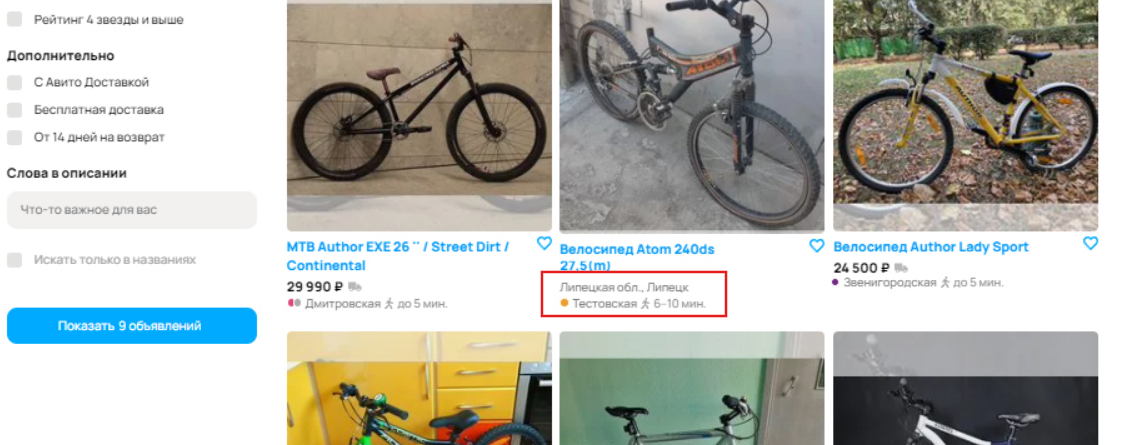 Рейтинг 4 звезды и выше
Дополнительно
С Авито Доставкой
Бесплатная доставка
От 14 дней на возврат
Слова в описании
Что-то важное для вас
Искать только в названиях
Показать 9 объявлений
MTB Author EXE 26 '' / Street Dirt /
Continental
29 990 ₽
Дмитровская до 5 мин.
ATOM
Велосипед Atom 240ds
27,5(m)
Липецкая обл., Липецк
Тестовская 6–10 мин.
Велосипед Author Lady Sport
24 500 ₽
Звенигородская до 5 мин.